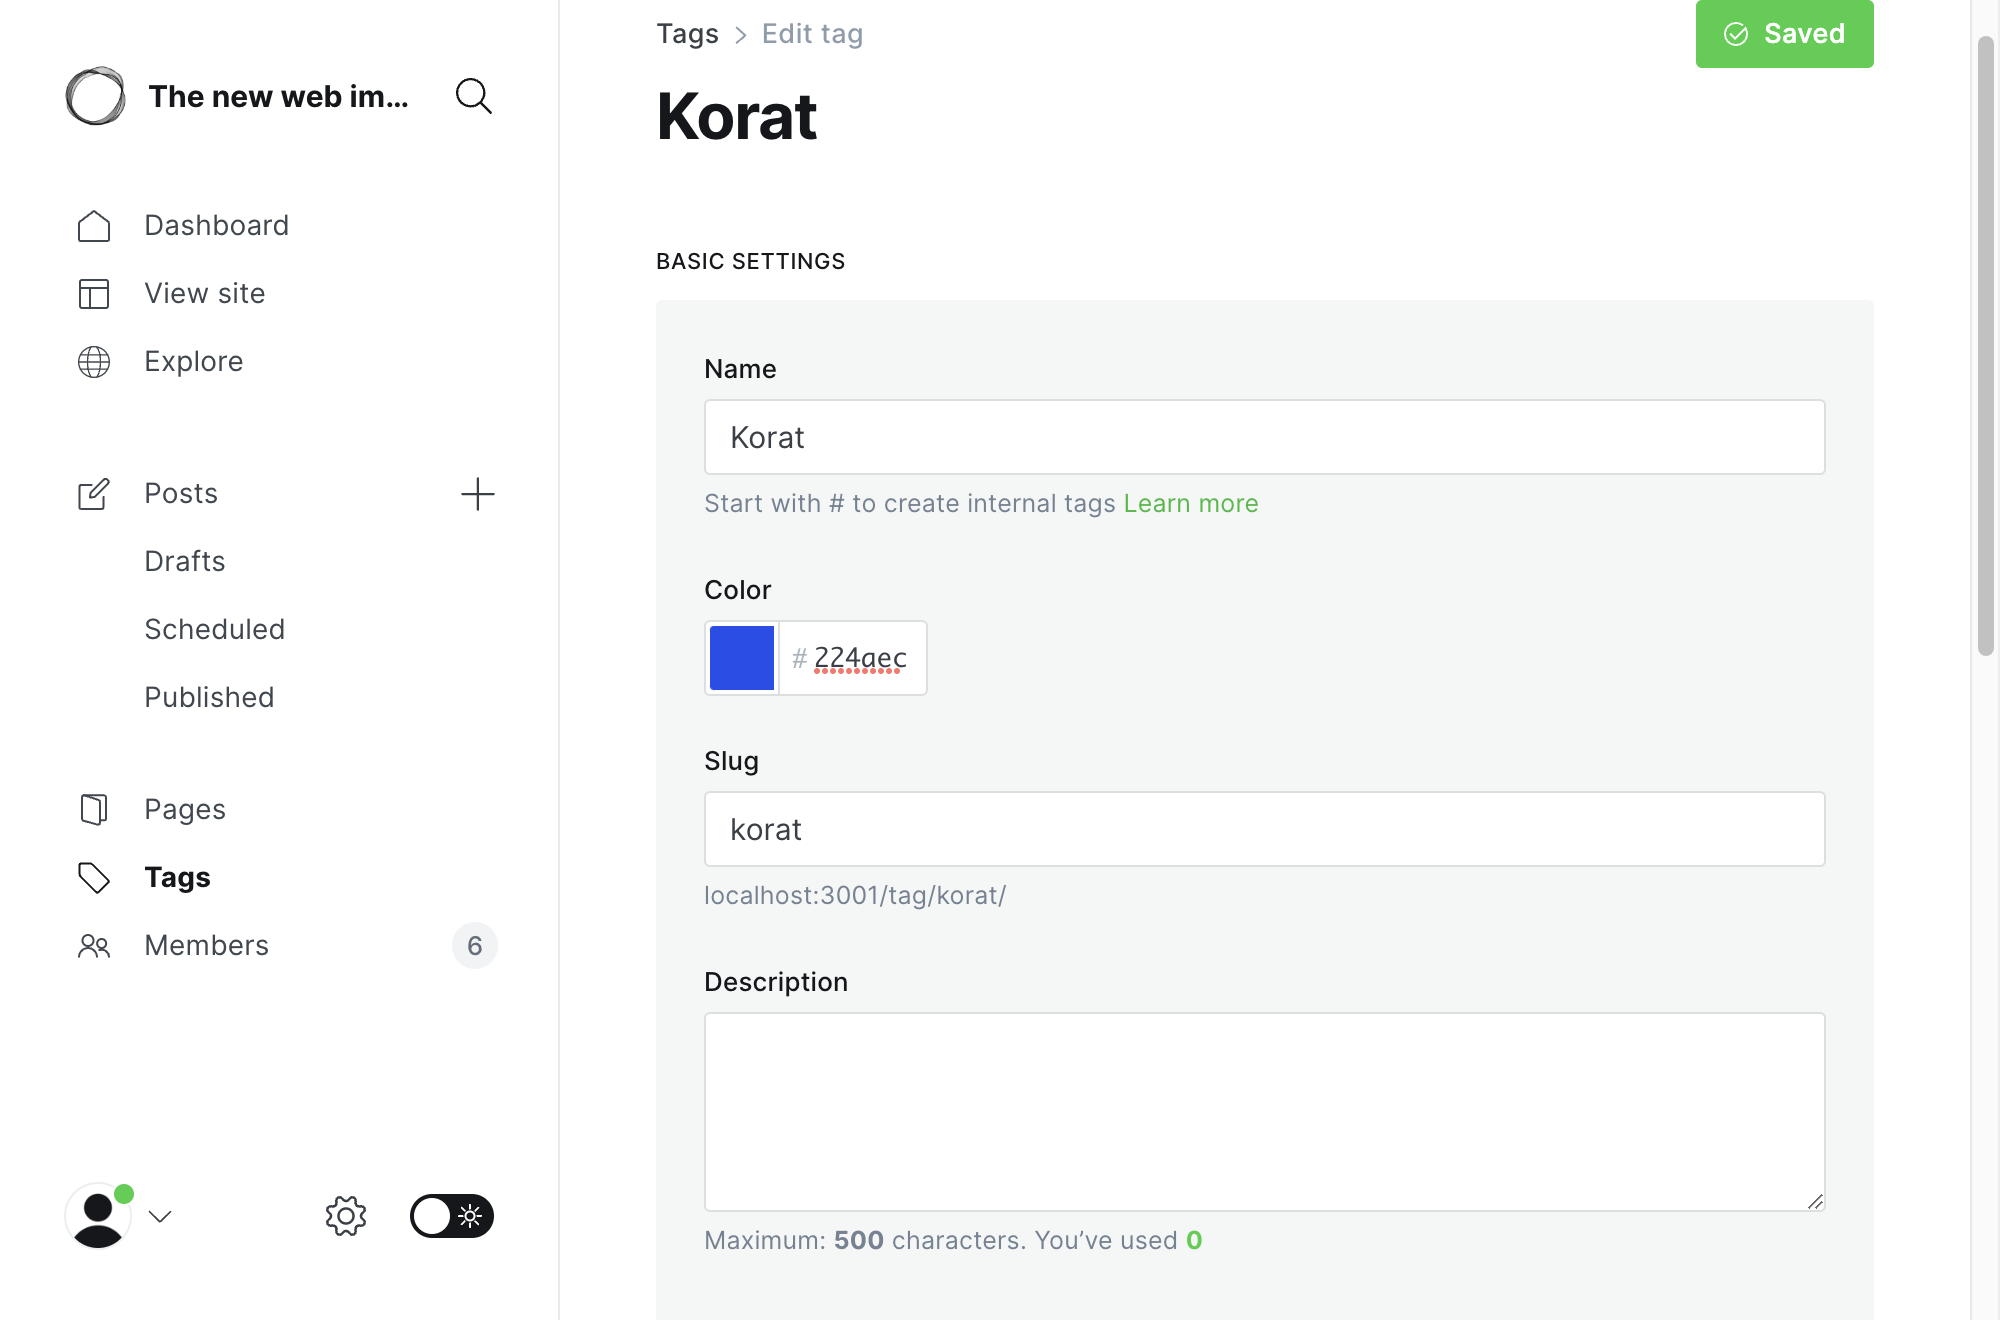 The new web im...
Dashboard
View site
Explore
Posts
Drafts
Scheduled
Published
Pages
Tags
Members
6
Tags > Edit tag
Saved
Korat
BASIC SETTINGS
Name
Korat
Start with # to create internal tags Learn more
Color
# 224aec
Slug
korat
localhost:3001/tag/korat/
Description
Maximum: 500 characters. You’ve used 0